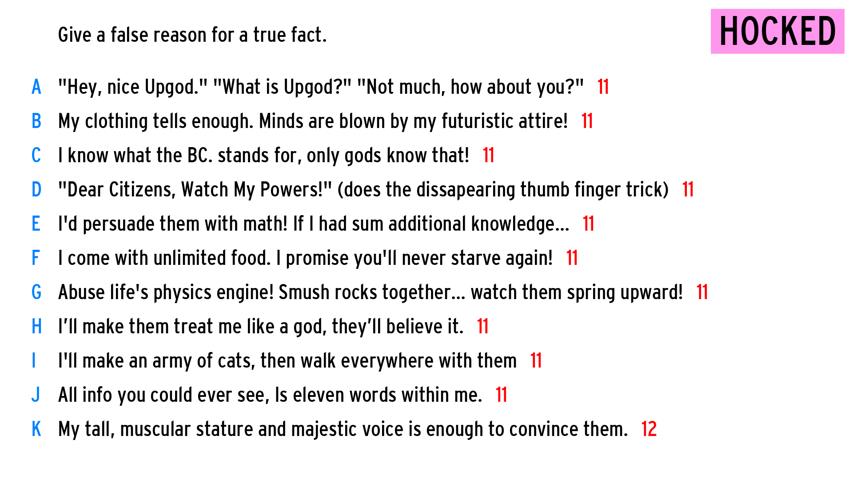 Give a false reason for a true fact.
HOCKED
A "Hey, nice Upgod." "What is Upgod?" "Not much, how about you?" 11
B My clothing tells enough. Minds are blown by my futuristic attire! 11
C I know what the BC. stands for, only gods know that! 11
D "Dear Citizens, Watch My Powers!" (does the dissapearing thumb finger trick) 11
E I'd persuade them with math! If I had sum additional knowledge... 11
F I come with unlimited food. I promise you'll never starve again! 11
G Abuse life's physics engine! Smush rocks together... watch them spring upward! 11
H I’ll make them treat me like a god, they’ll believe it. 11
I I'll make an army of cats, then walk everywhere with them 11
J All info you could ever see, Is eleven words within me. 11
K My tall, muscular stature and majestic voice is enough to convince them. 12